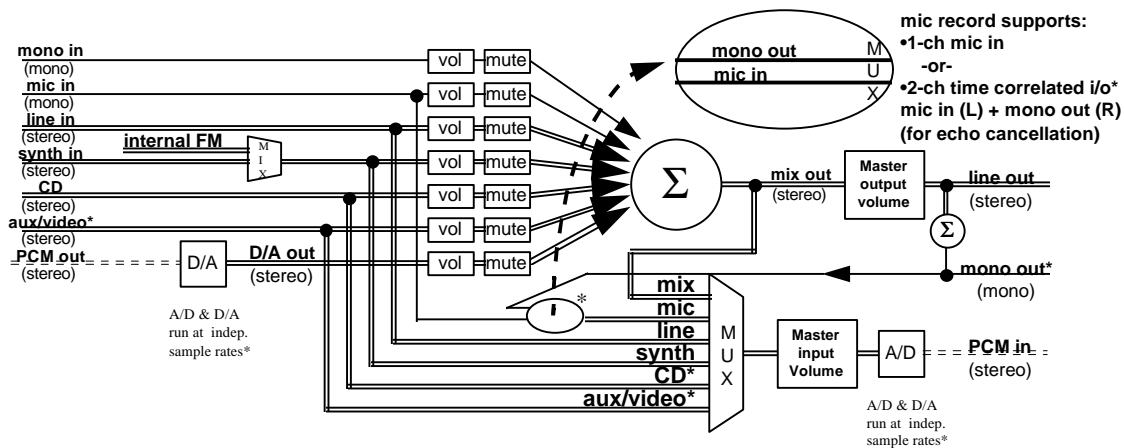 mono in
(mono)
mic in
(mono)
line in
(stereo)
internal FM
synth in
(stereo)
M
I
X
CD
(stereo)
aux/video*
(stereo)
PCM out
(stereo)
D/A
D/A out
(stereo)
A/D & D/A
run at indep.
sample rates*
vol mute
vol mute
vol mute
vol mute
vol mute
vol mute
vol mute
Σ
mono out
mic in
M
U
X
mic record supports:
•1-ch mic in
-or-
•2-ch time correlated i/o*
mic in (L) + mono out (R)
(for echo cancellation)
mix out
(stereo)
Master
output
volume
line out
(stereo)
Σ
mono out*
(mono)
*
mix
mic
line
synth
CD*
aux/video*
M
U
X
Master
input
Volume
A/D
PCM in
(stereo)
A/D & D/A
run at indep.
sample rates*